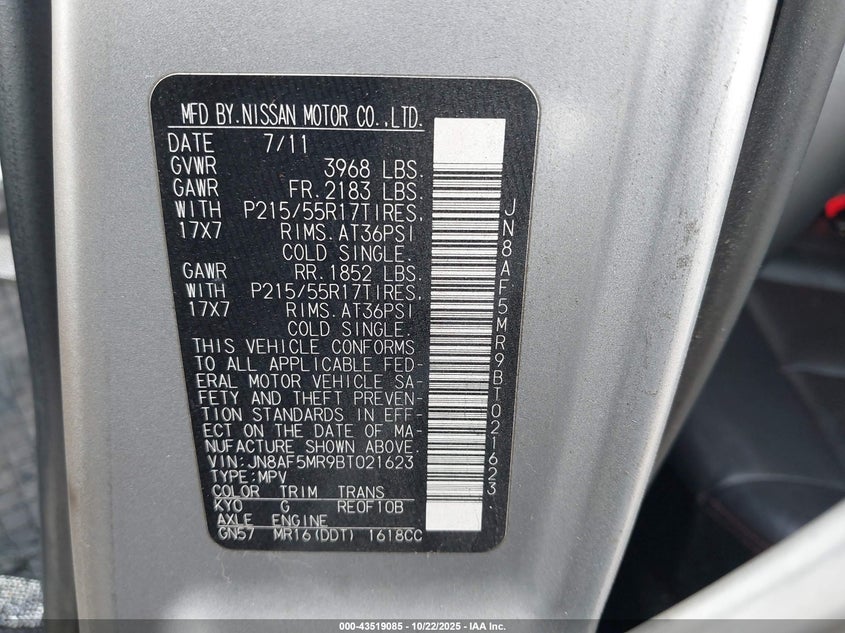 MFD BY.NISSAN MOTOR CO.,LTD.
DATE 7/11
GVWR 3968 LBS.
GAWR FR.2183 LBS.
WITH P215/55R17TIRES,
17X7 RIMS.AT36PSI
COLD SINGLE.
GAWR RR.1852 LBS.
WITH P215/55R17TIRES,
17X7 RIMS.AT36PSI
COLD SINGLE.
THIS VEHICLE CONFORMS
TO ALL APPLICABLE FED-
ERAL MOTOR VEHICLE SA-
FETY AND THEFT PREVEN-
TION STANDARDS IN EFF-
ECT ON THE DATE OF MA-
NUFACTURE SHOWN ABOVE.
VIN:JN8AF5MR9BT021623
TYPE:MPV
COLOR TRIM TRANS
KY0 G RE0F10B
AXLE ENGINE
GN57 MR16(DDT) 1618CC
JN8AF5MR9BT021623
000-43519085 - 10/22/2025 - IAA Inc.